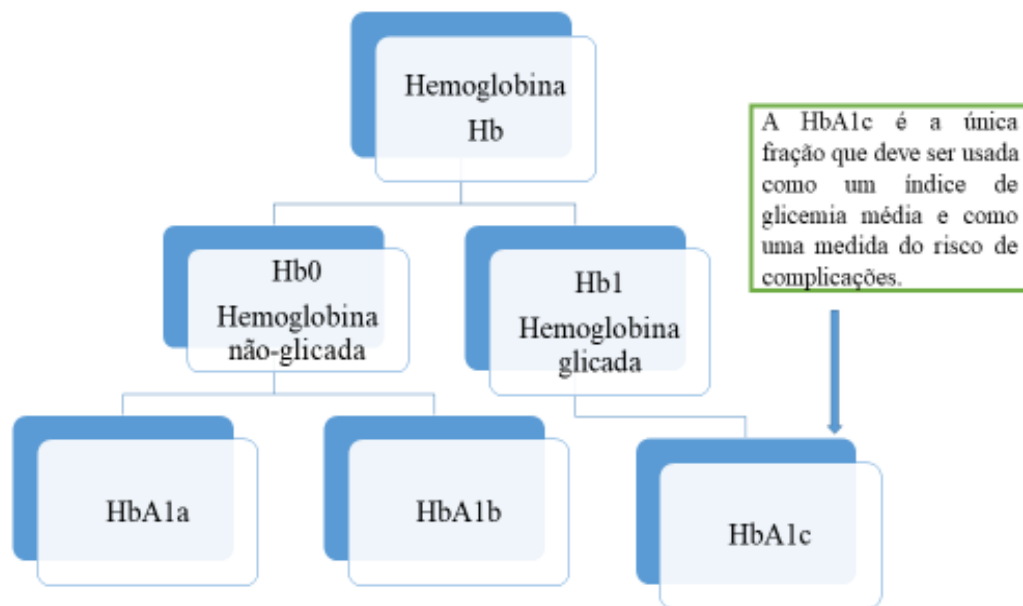 Hemoglobina
Hb
A HbA1c é a única
fração que deve ser usada
como um índice de
glicemia média e como
uma medida do risco de
complicações.
Hb0
Hemoglobina
não-glicada
Hb1
Hemoglobina
glicada
HbA1a
HbA1b
HbA1c